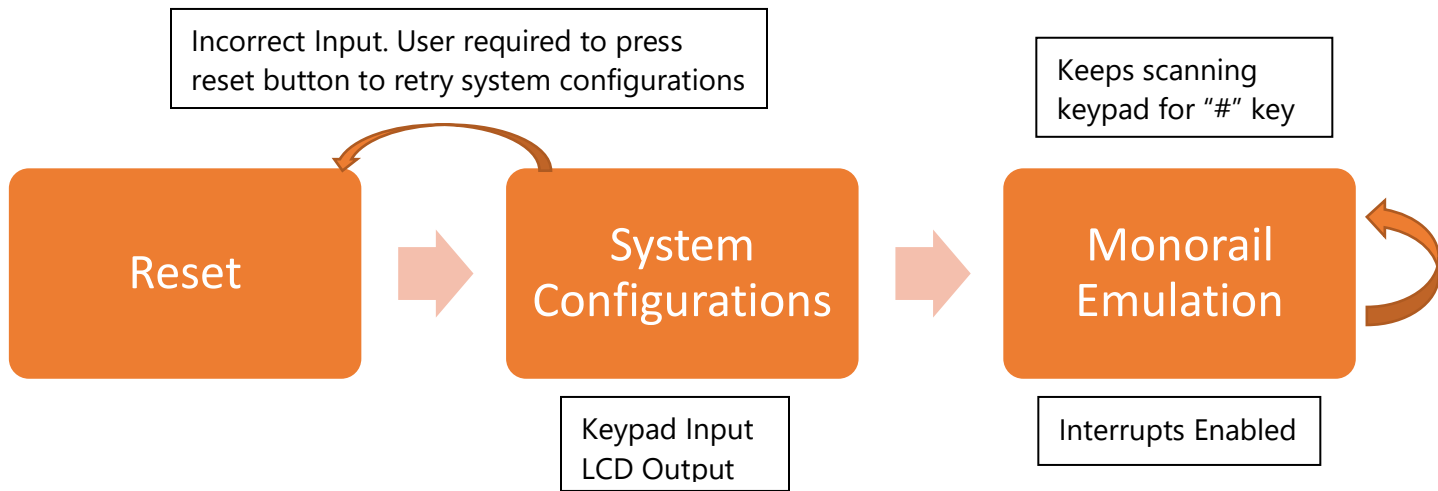 Incorrect Input. User required to press
reset button to retry system configurations
Keeps scanning
keypad for “#” key
Reset
System
Configurations
Monorail
Emulation
Keypad Input
LCD Output
Interrupts Enabled